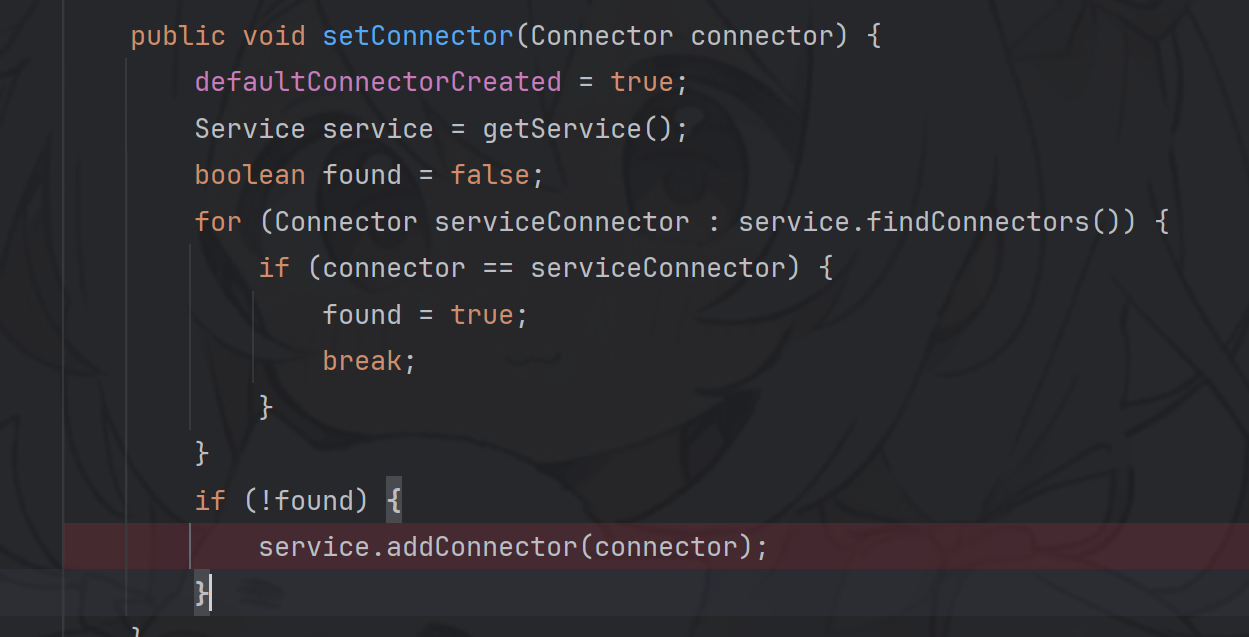 public void setConnector(Connector connector) {
defaultConnectorCreated = true;
Service service = getService();
boolean found = false;
for (Connector serviceConnector : service.findConnectors()) {
if (connector == serviceConnector) {
found = true;
break;
}
}
if (!found) {
service.addConnector(connector);
}
}